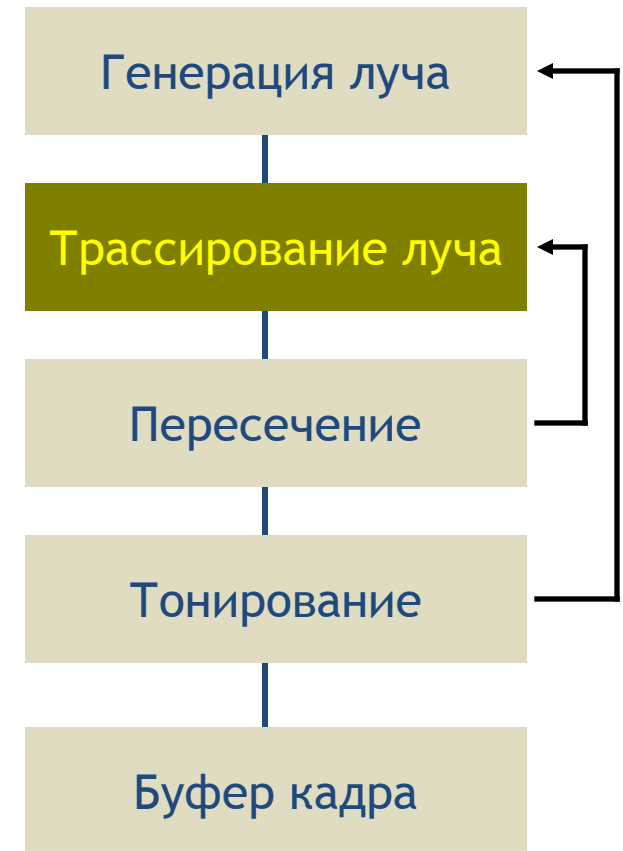 Генерация луча
Трассирование луча
Пересечение
Тонирование
Буфер кадра